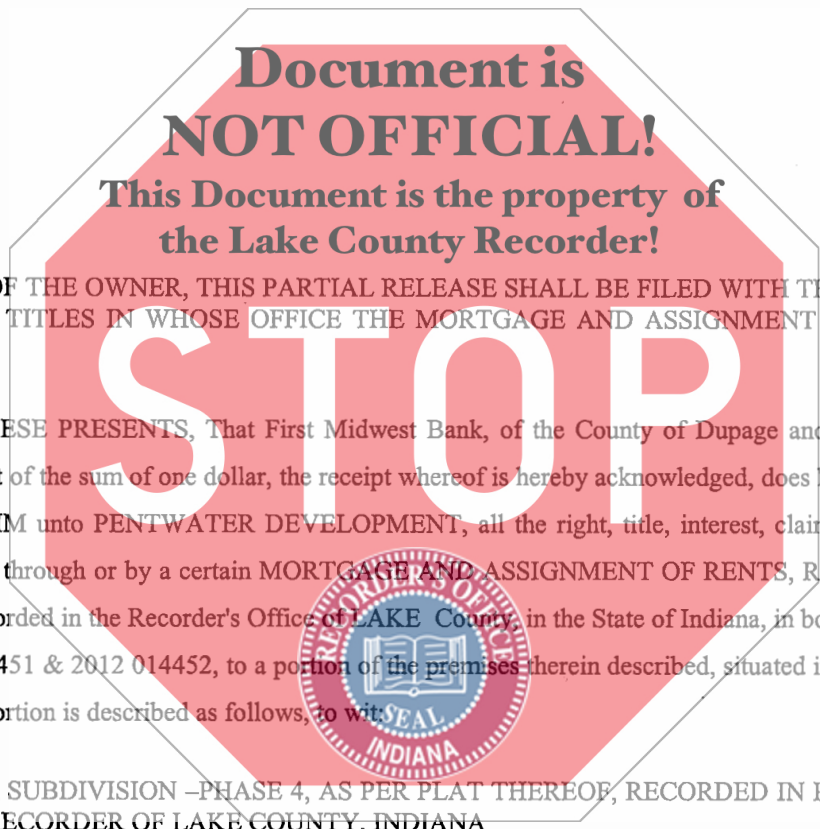 Document is
NOT OFFICIAL!
This Document is the property of
the Lake County Recorder!
OF THE OWNER, THIS PARTIAL RELEASE SHALL BE FILED WITH
TITLES IN WHOSE OFFICE THE MORTGAGE AND ASSIGNMENT
STOP
PRESENTS, That First Midwest Bank, of the County of Dupage and
of the sum of one dollar, the receipt whereof is hereby acknowledged, does
unto PENTWATER DEVELOPMENT, all the right, title, interest,
through or by a certain MORTGAGE AND ASSIGNMENT OF RENTS,
in the Recorder's Office of LAKE County, in the State of Indiana, in
451 & 2012 014452, to a portion of the premises therein described, situated
is described as follows, to wit:
RECORDER'S OFFICE
SEAL
INDIANA
SUBDIVISION –PHASE 4, AS PER PLAT THEREOF, RECORDED IN
ECORDER OF LAKE COUNTY, INDIANA